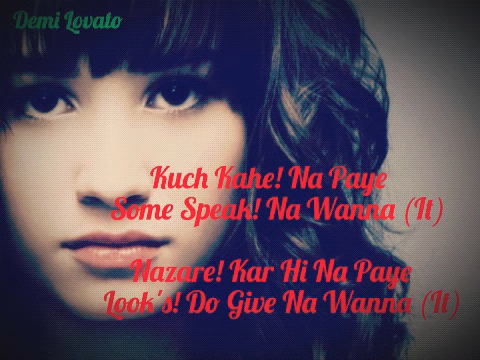 Demi Lovato
Kuch Kahe! Na Paye
Some Speak! Na Wanna (It)
Nazare! Kar Hi Na Paye
Look's! Do Give Na Wanna (It)